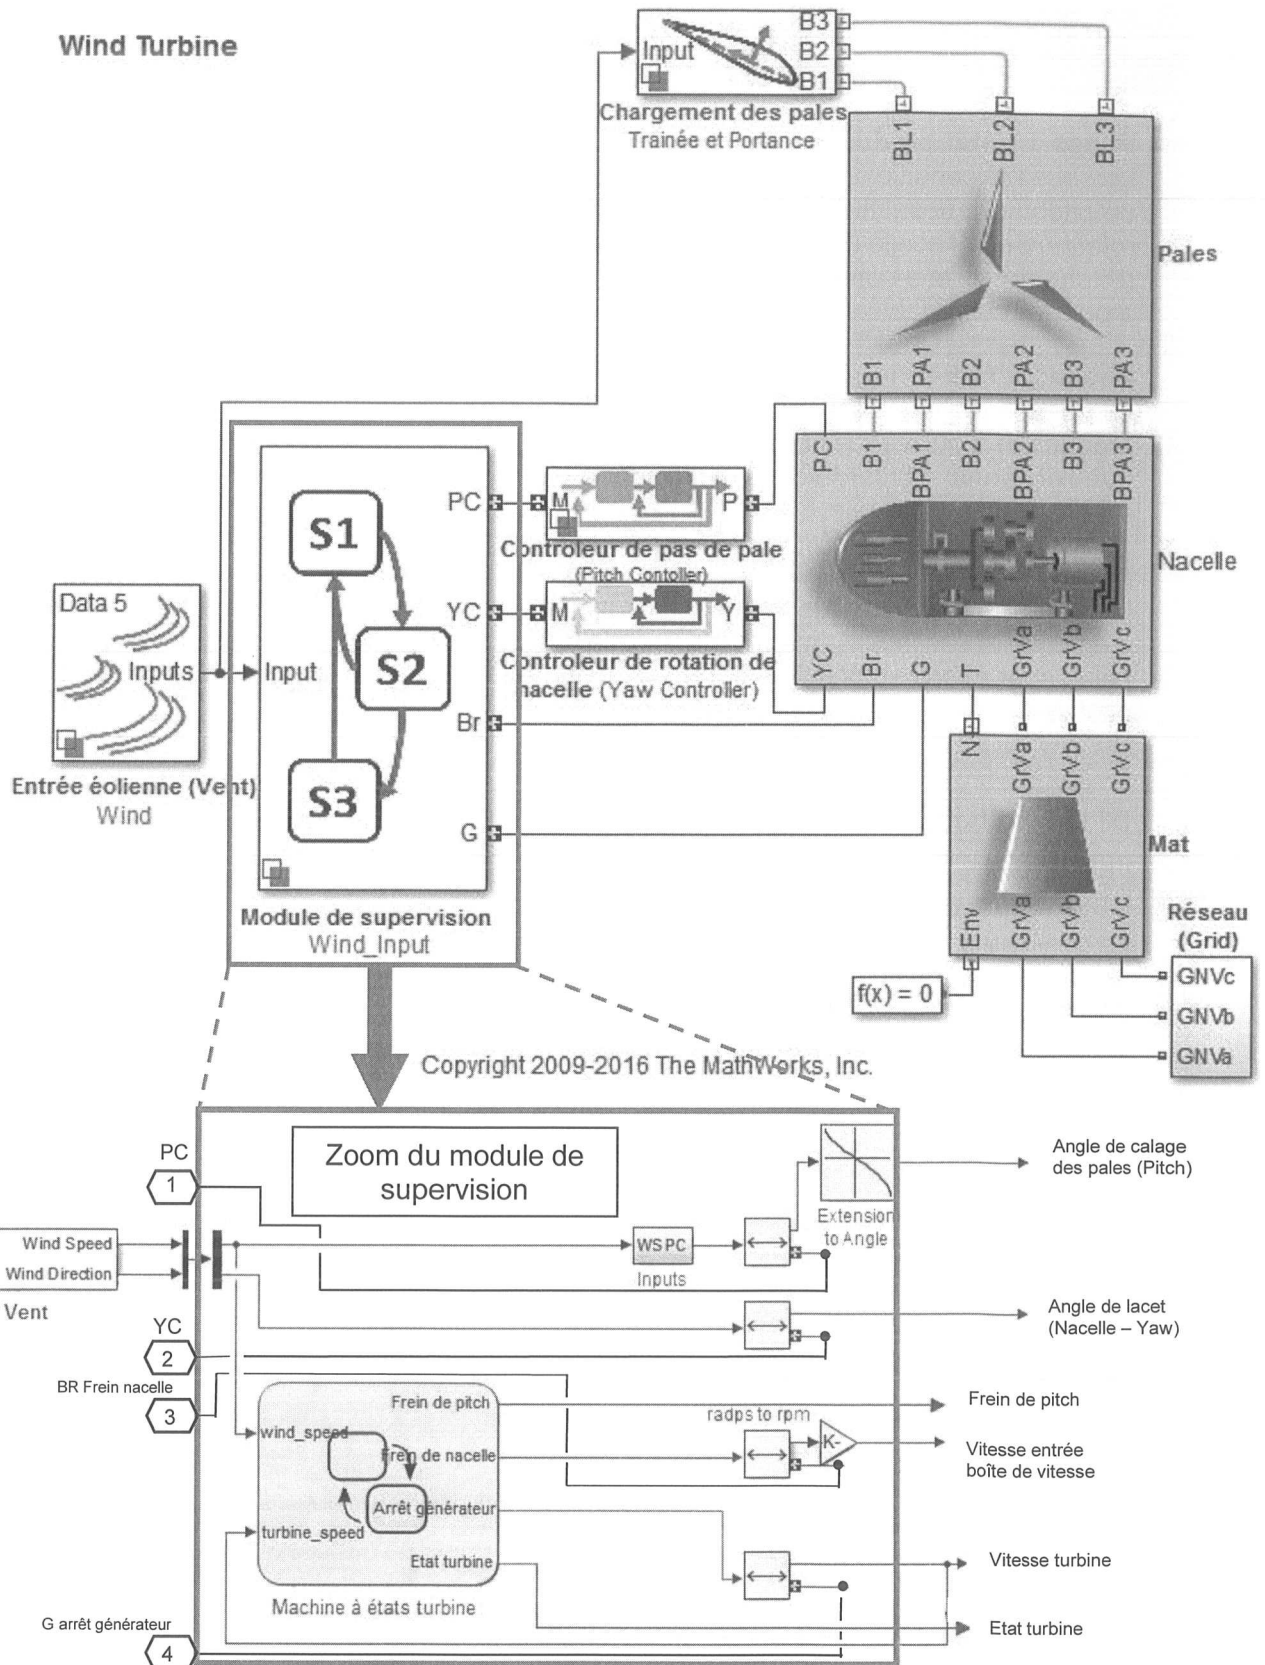 Wind Turbine
Input
B3
B2
B1
Chargement des pales
Trainée et Portance
BL1
BL2
BL3
Pales
B1
PA1
B2
PA2
B3
PA3
PC
B1
BPA1
B2
BPA2
B3
BPA3
Nacelle
YC
Br
G
T
GrVa
GrVb
GrVc
S1
S2
S3
Input
PC
YC
Br
G
M
P
Controleur de pas de pale
(Pitch Contoller)
M
Y
Controleur de rotation de
nacelle (Yaw Controller)
Data 5
Inputs
Entrée éolienne (Vent)
Wind
Module de supervision
Wind_Input
N
GrVa
GrVb
GrVc
Mat
Env
GrVa
GrVb
GrVc
Réseau
(Grid)
GNVc
GNVb
GNVa
f(x) = 0
Copyright 2009-2016 The MathWorks, Inc.
Zoom du module de
supervision
PC
1
Wind Speed
Wind Direction
Vent
WSPC
Inputs
Extension
to Angle
Angle de calage
des pales (Pitch)
YC
2
Angle de lacet
(Nacelle – Yaw)
BR Frein nacelle
3
wind_speed
turbine_speed
Frein de pitch
Frein de nacelle
Arrêt générateur
Etat turbine
Machine à états turbine
radps to rpm
K-
Frein de pitch
Vitesse entrée
boîte de vitesse
Vitesse turbine
Etat turbine
G arrêt générateur
4